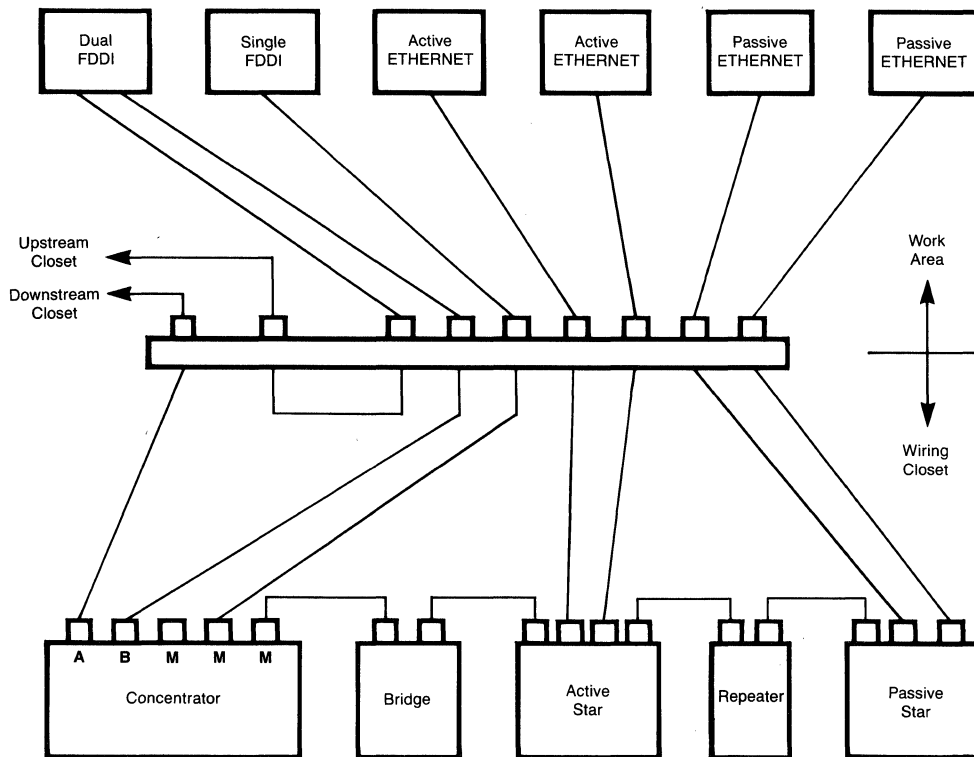 Dual
FDDI
Single
FDDI
Active
ETHERNET
Active
ETHERNET
Passive
ETHERNET
Passive
ETHERNET
Upstream
Closet
Downstream
Closet
Work
Area
Wiring
Closet
A B M M M
Concentrator
Bridge
Active
Star
Repeater
Passive
Star